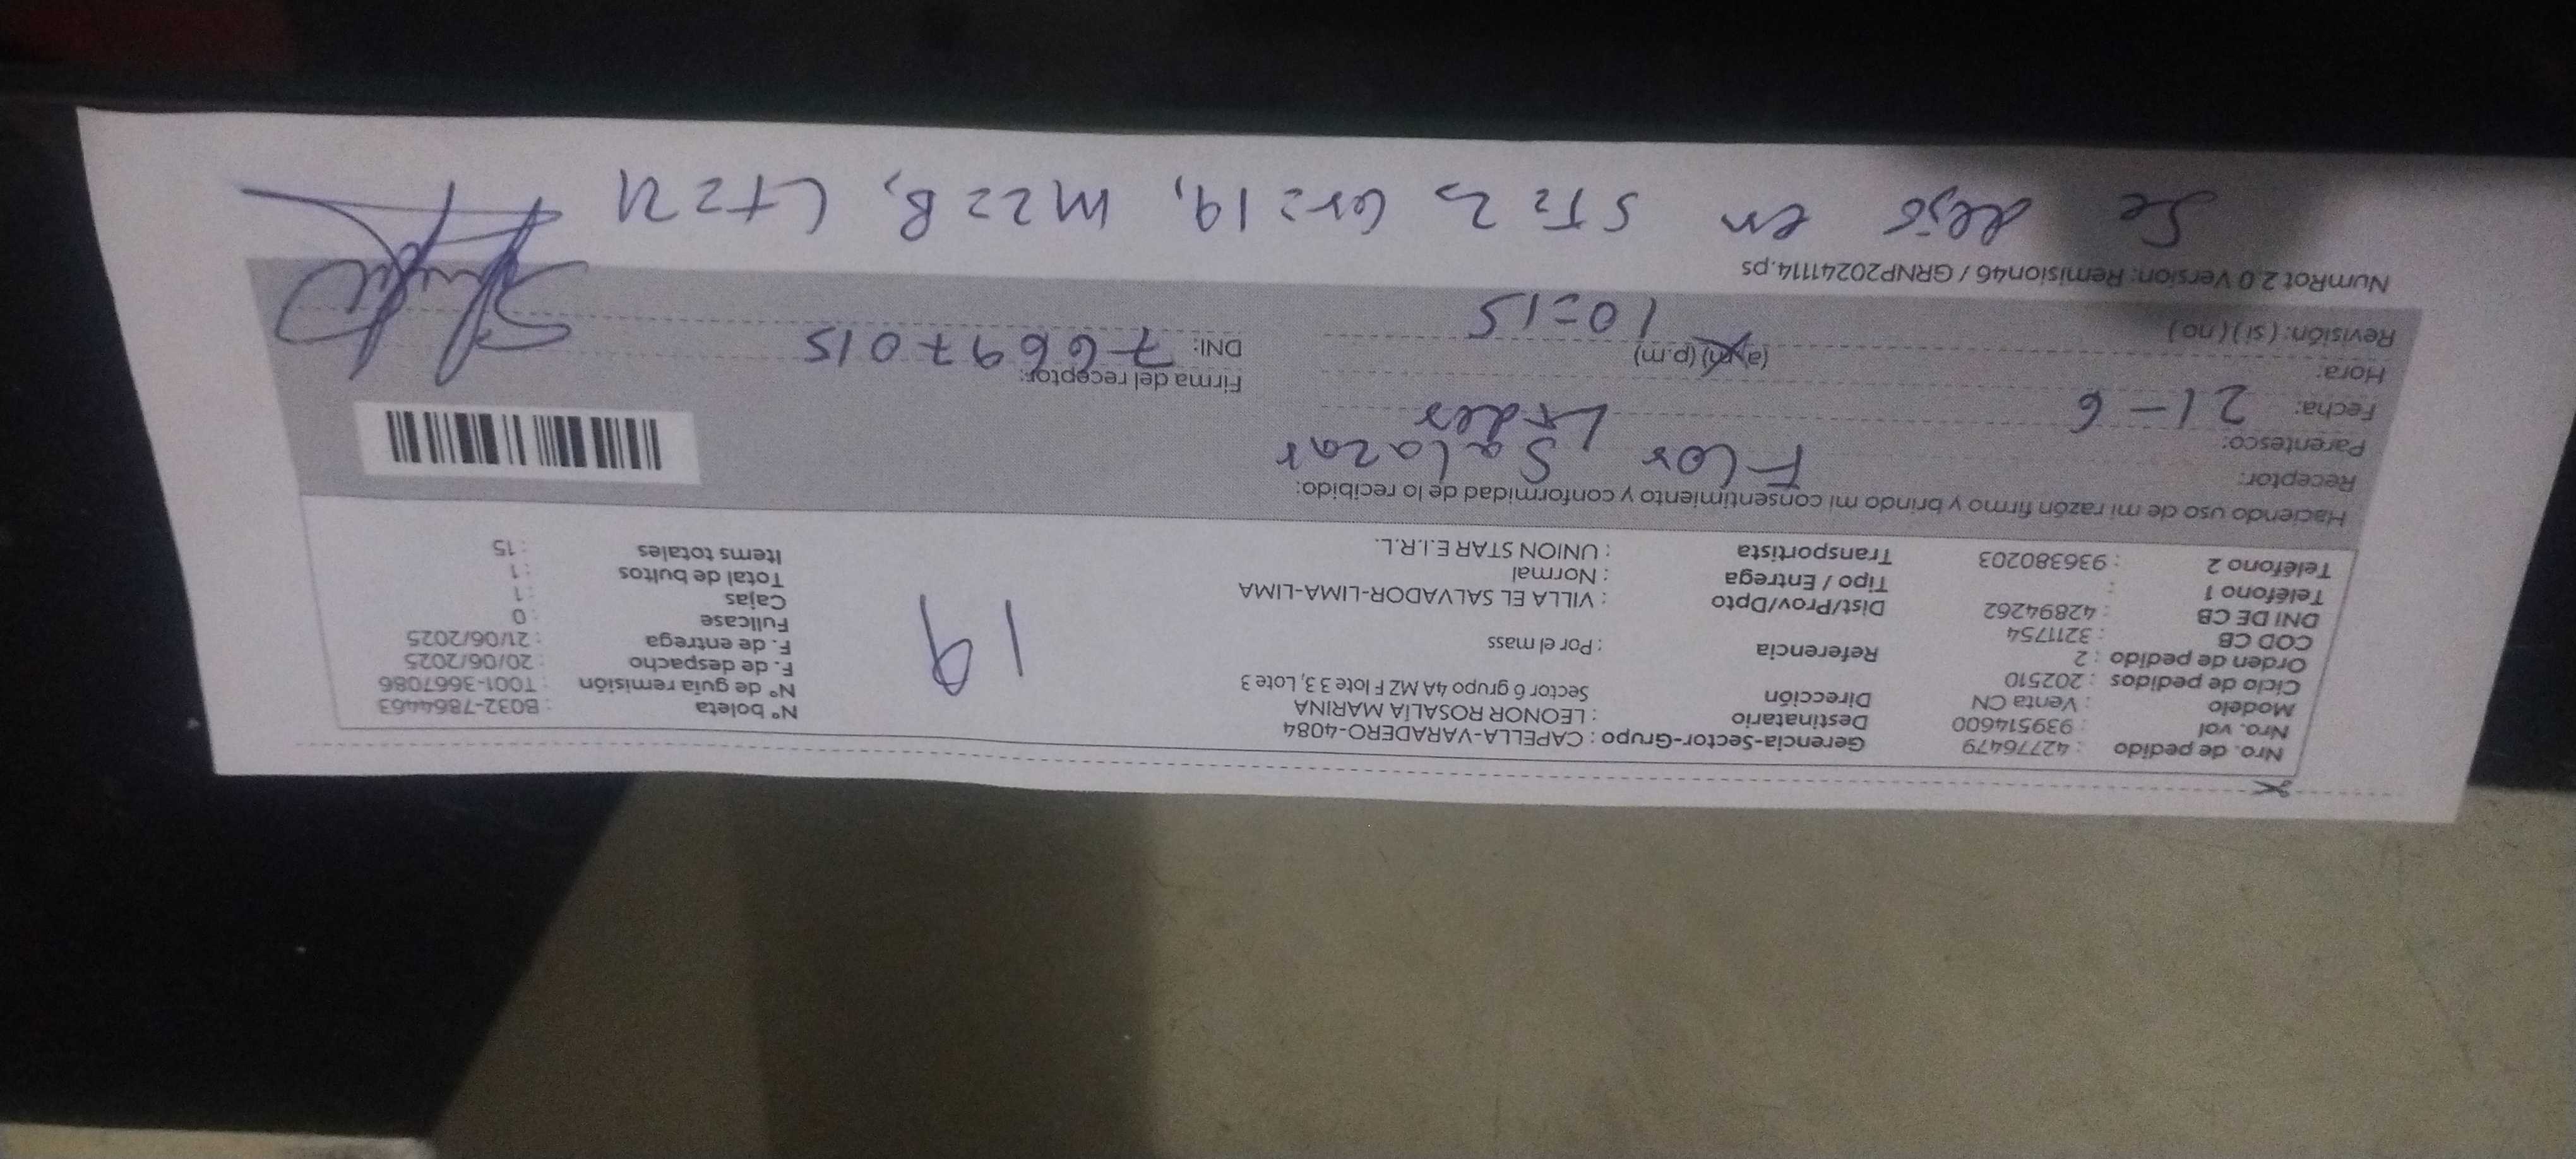 Nro. de pedido : 42776479 Gerencia-Sector-Grupo : CAPELLA-VARADERO-4084
Nro. vol : 939514600 Destinatario : LEONOR ROSALÍA MARINA Nº boleta : B032-7864463
Modelo : Venta CN Dirección Sector 6 grupo 4A MZ F lote 3 3, Lote 3 Nº de guía remisión : T001-3667086
Ciclo de pedidos : 202510 F. de despacho : 20/06/2025
Orden de pedido : 2 Referencia : Por el mass F. de entrega : 21/06/2025
COD CB : 3211754 Fullcase : 0
DNI DE CB : 42894262 Dist/Prov/Dpto : VILLA EL SALVADOR-LIMA-LIMA Cajas : 1
Teléfono 1 : Tipo / Entrega : Normal Total de bultos : 1
Teléfono 2 : 936380203 Transportista : UNION STAR E.I.R.L. Items totales : 15
19
Haciendo uso de mi razón firmo y brindo mi consentimiento y conformidad de lo recibido:
Receptor: Flor Salazar
Parentesco: Lider
Fecha: 21-6 Firma del receptor:
Hora: (a.m) (p.m) 10=15 DNI: 76697015
Revisión: ( si ) ( no )
NumRot 2.0 Version: Remision46 / GRNP20241114.ps
Se dejó en ST=2, Gr=19, MZ=B, LT=21